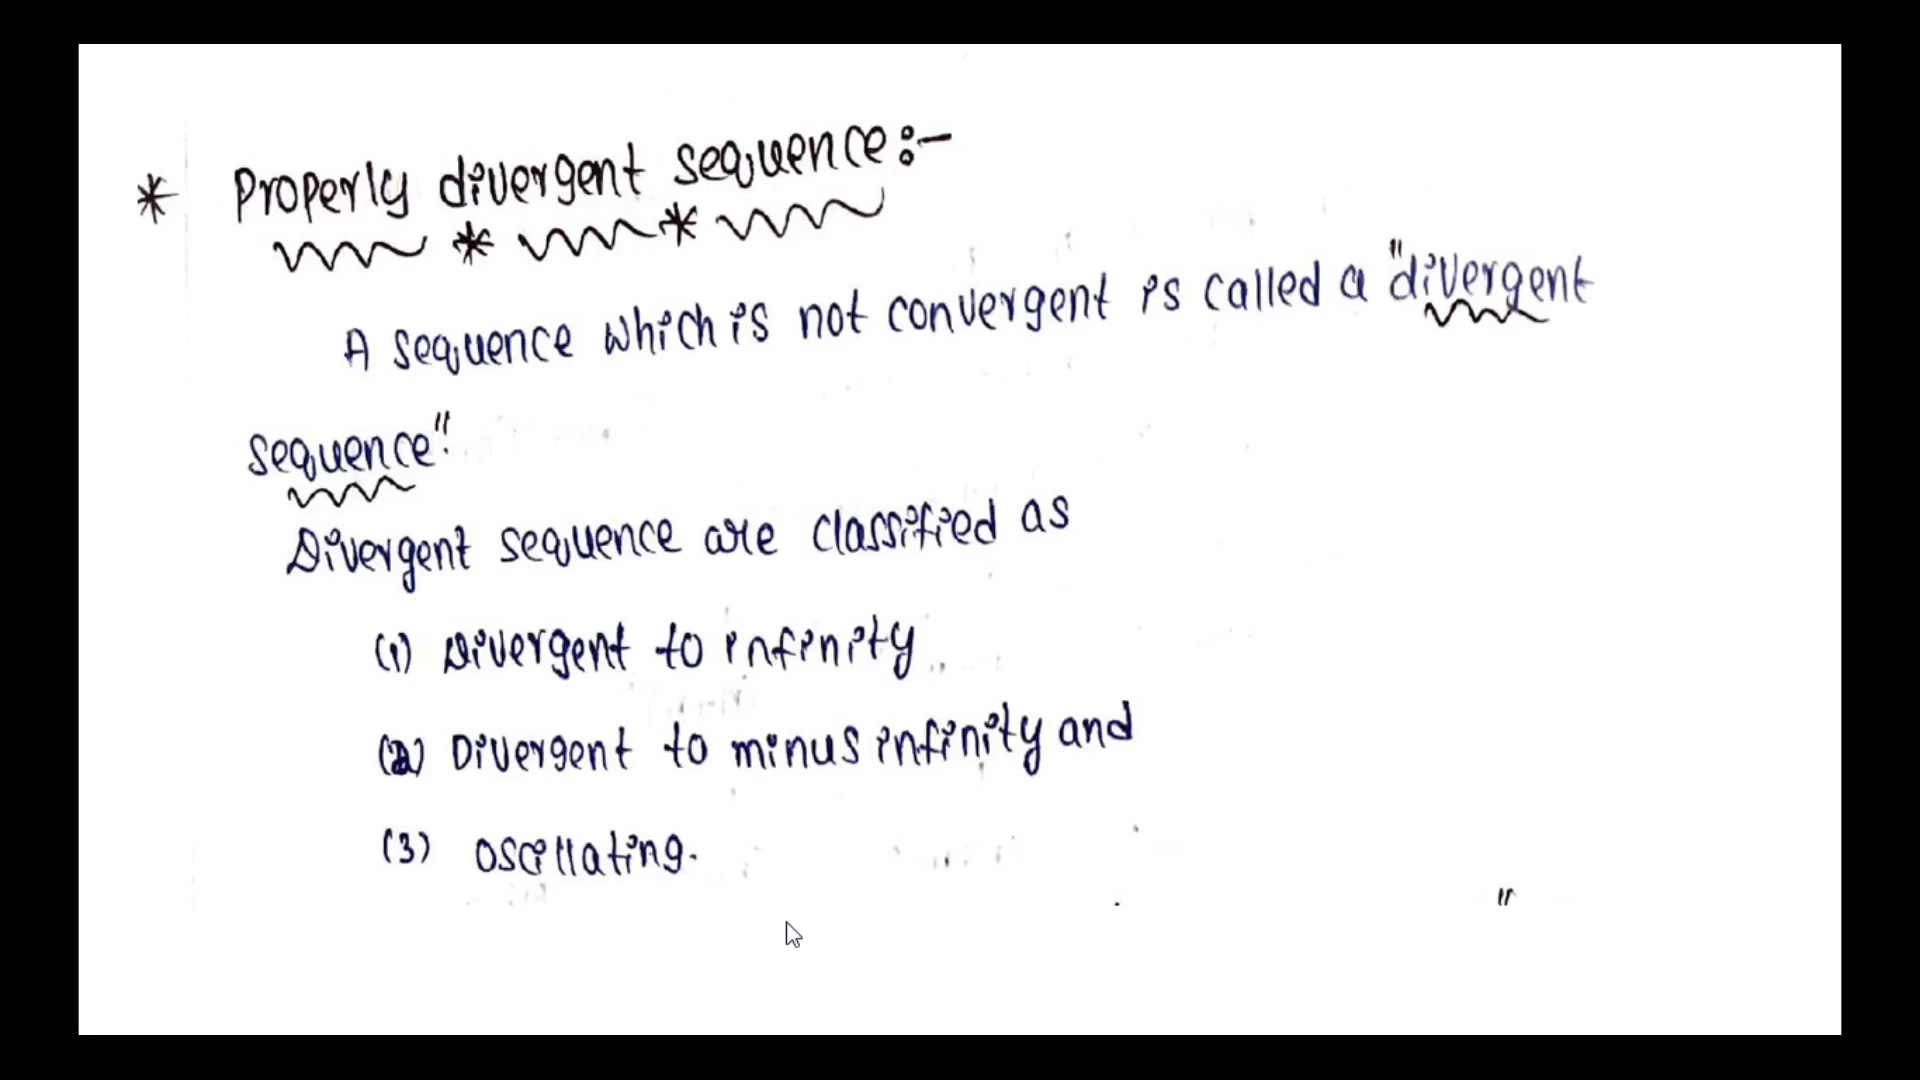 * Properly divergent sequence:-
A sequence which is not convergent is called a "divergent
sequence".
Divergent sequence are classified as
(1) Divergent to infinity
(2) Divergent to minus infinity and
(3) oscillating.